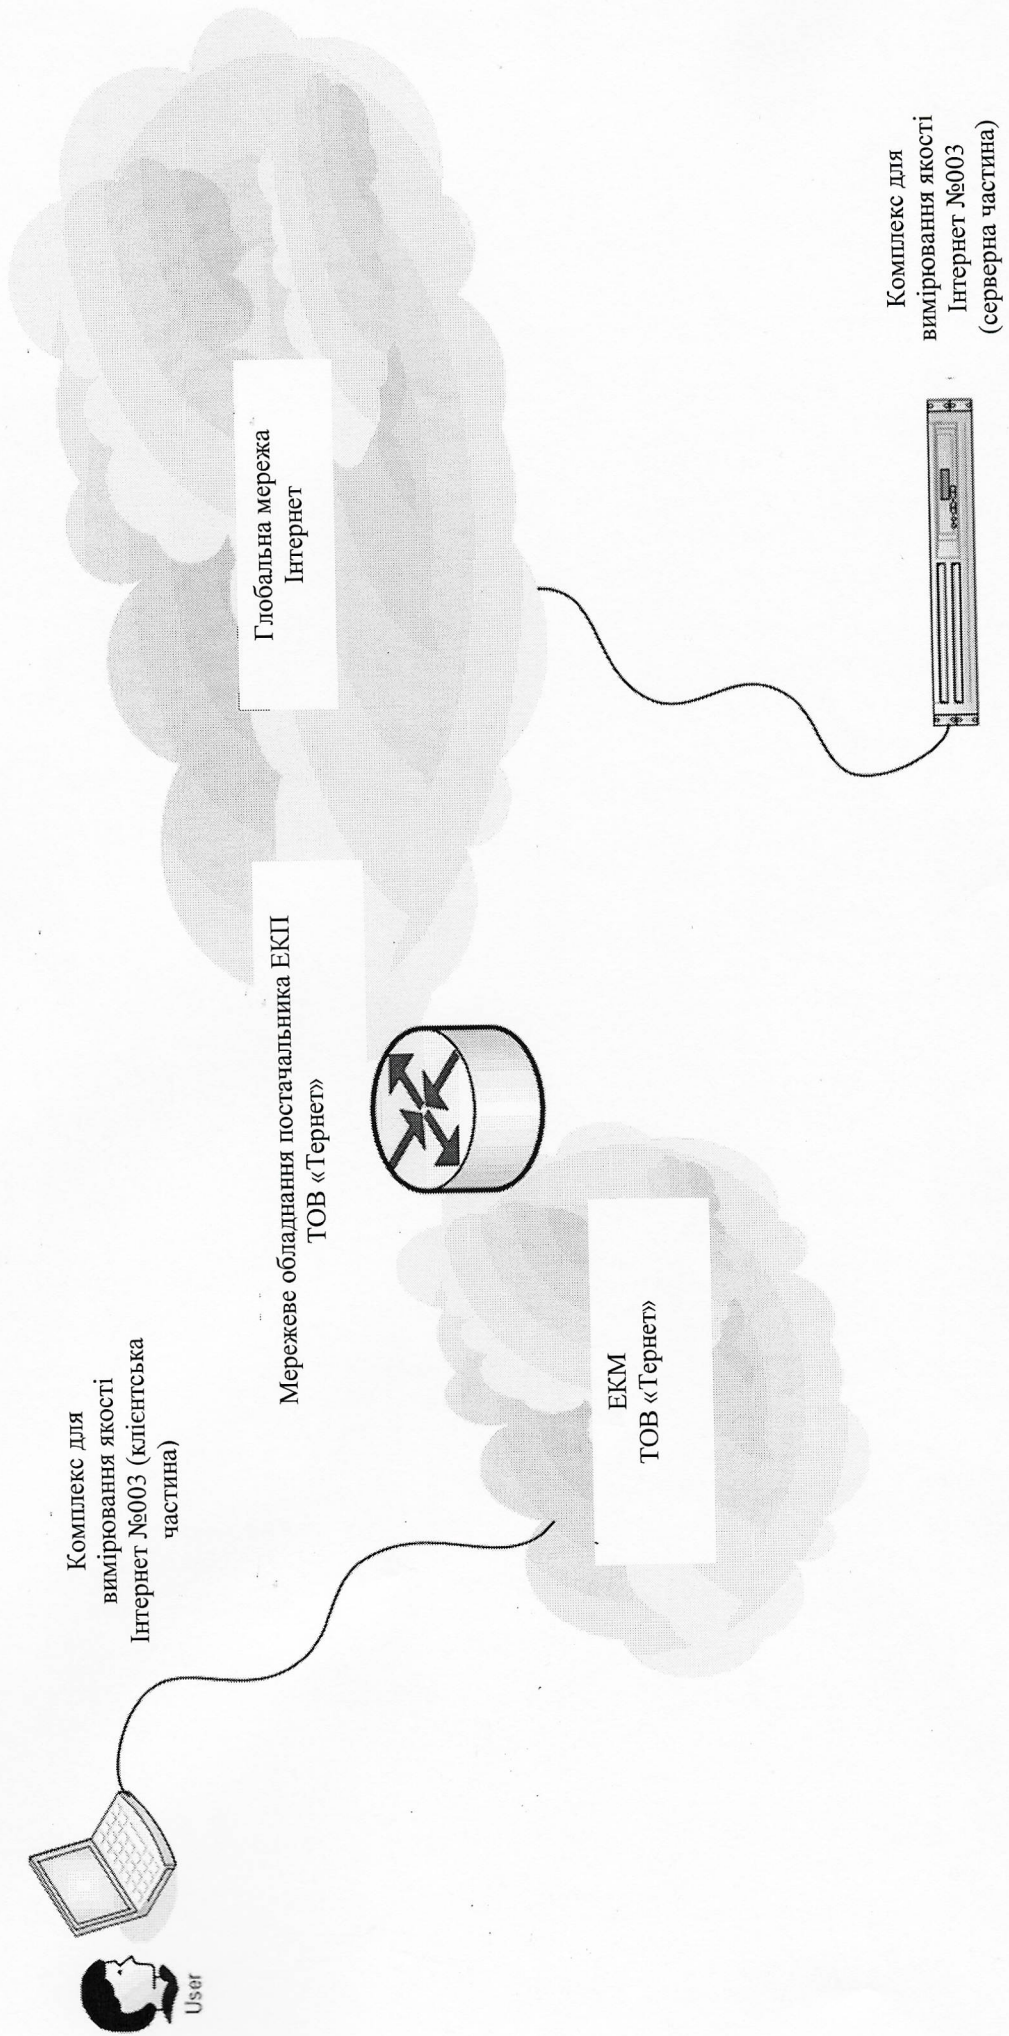 Комплекс для
вимірювання якості
Інтернет №003 (клієнтська
частина)
User
Мережеве обладнання постачальника ЕКП
ТОВ «Тернет»
ЕКМ
ТОВ «Тернет»
Глобальна мережа
Інтернет
Комплекс для
вимірювання якості
Інтернет №003
(серверна частина)